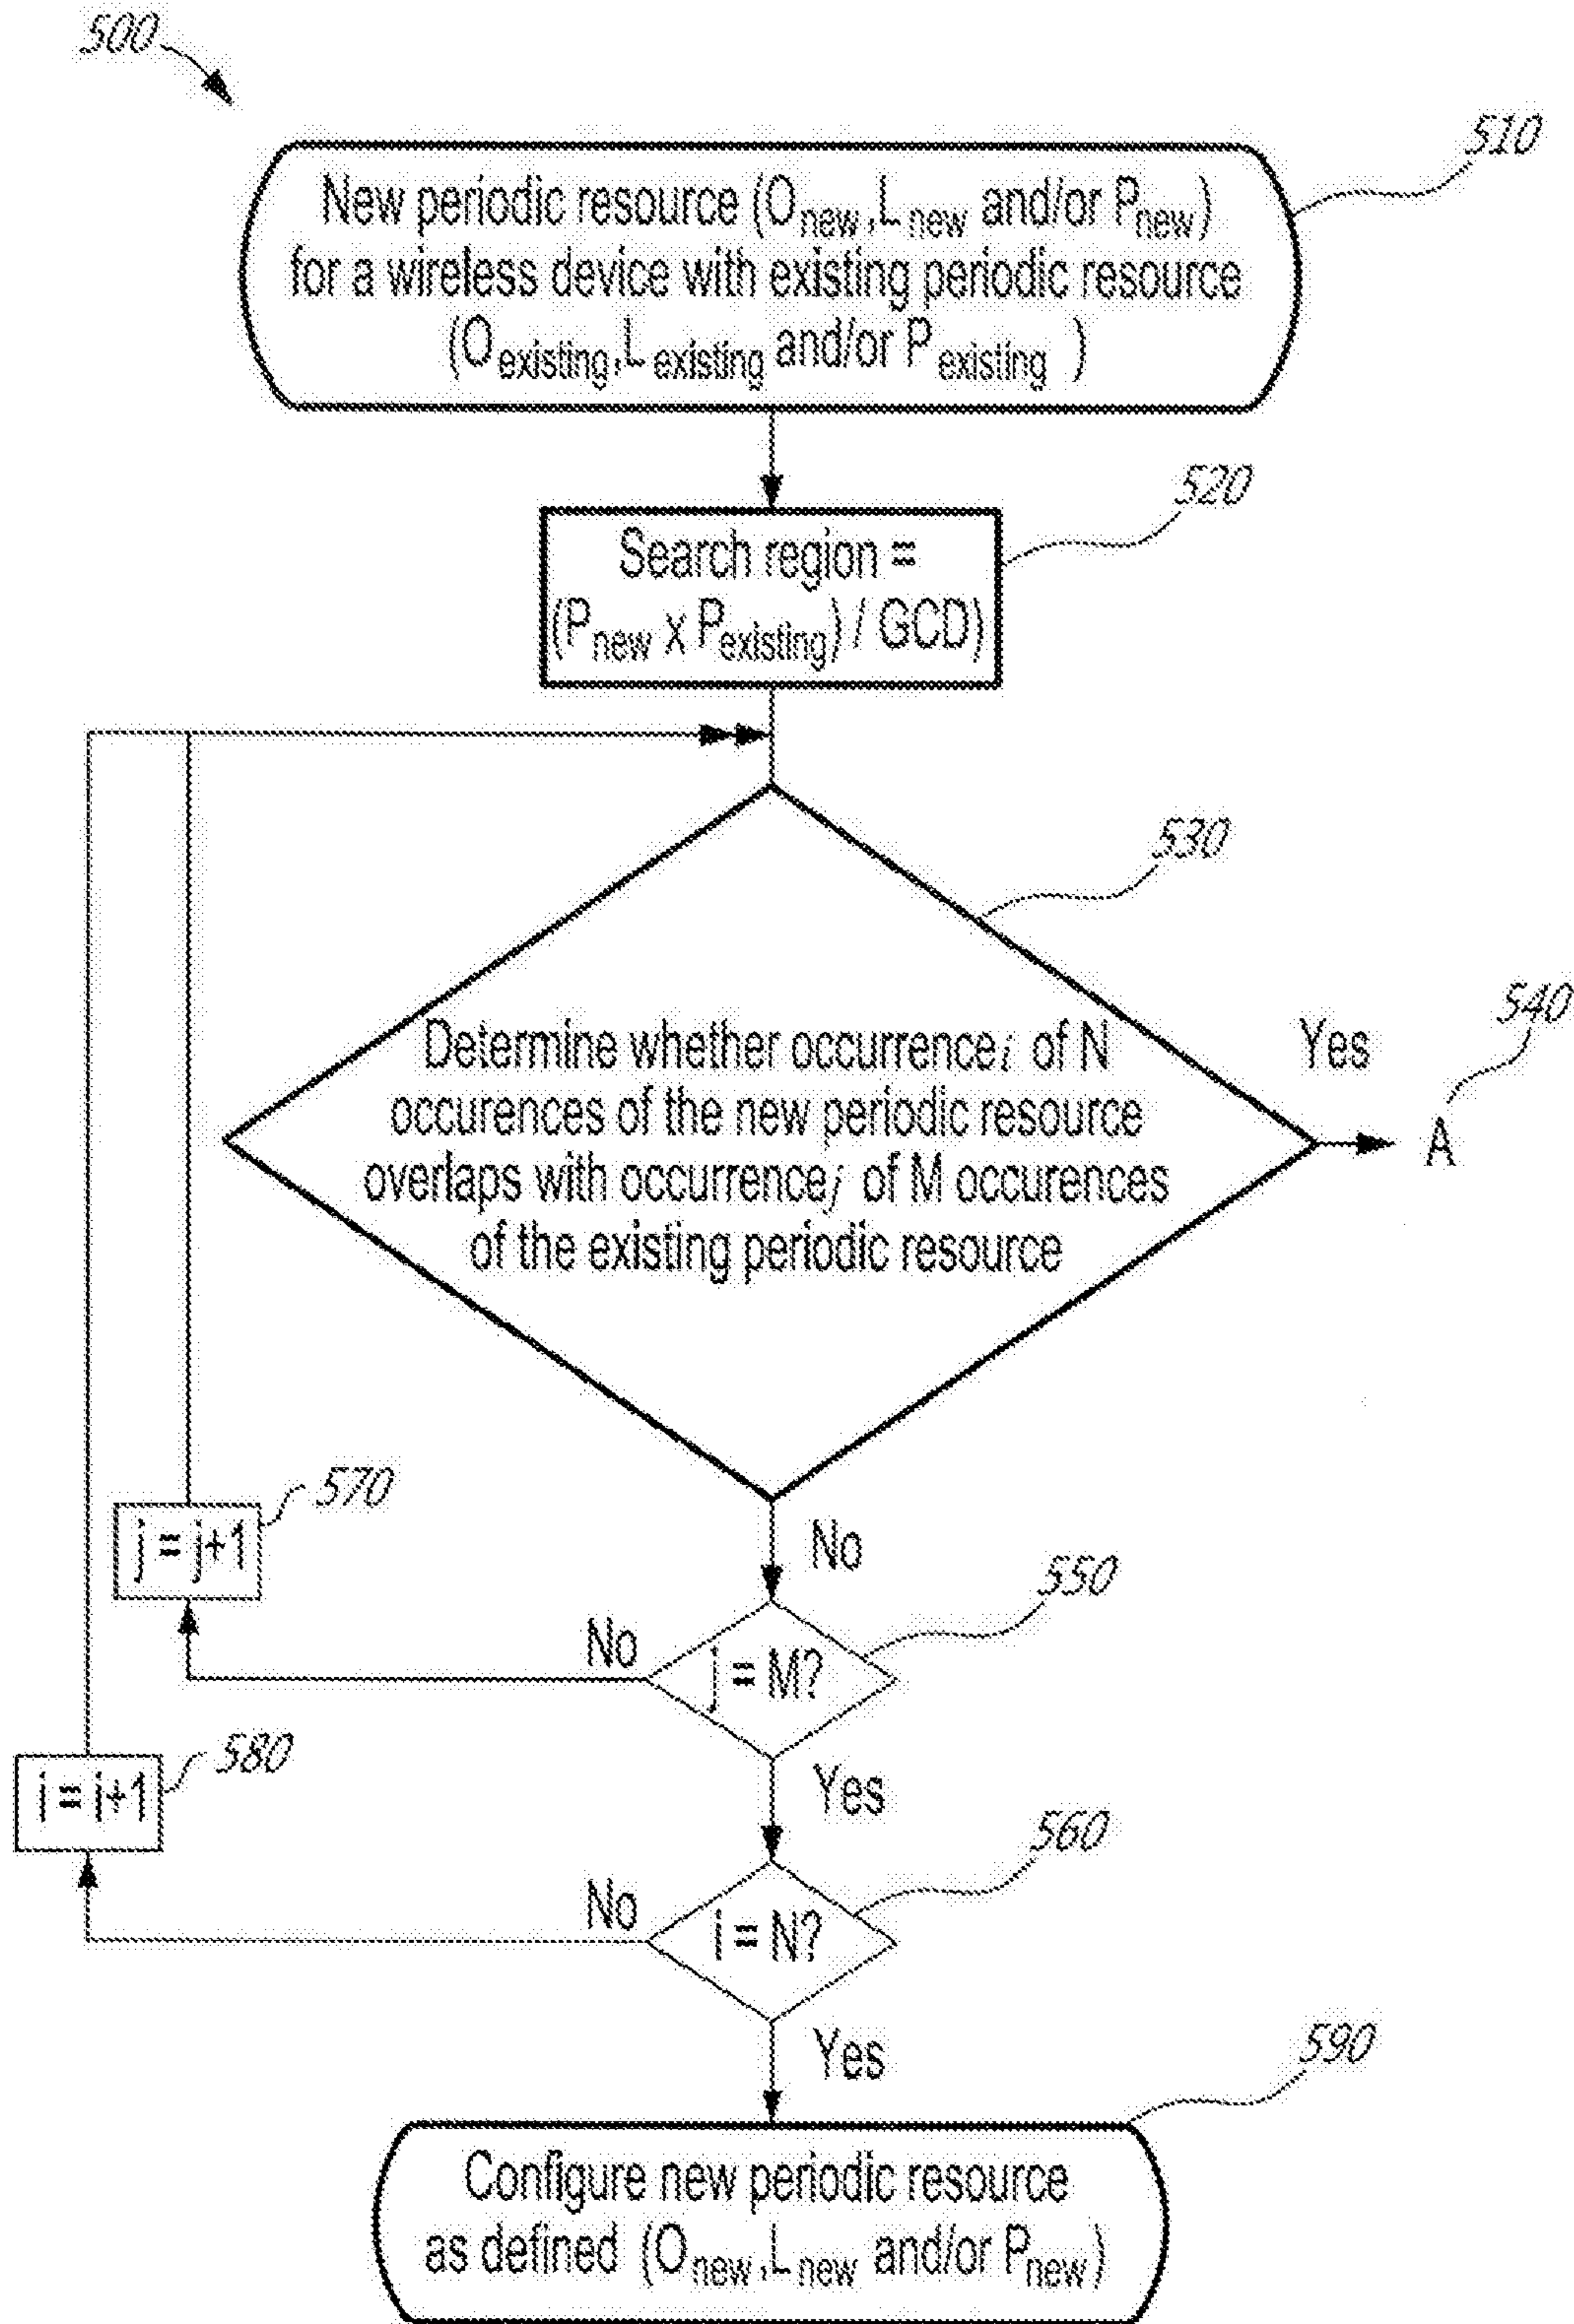 500
510
New periodic resource (Onew,Lnew and/or Pnew)
for a wireless device with existing periodic resource
(Oexisting,Lexisting and/or Pexisting )
520
Search region =
(Pnew x Pexisting) / GCD)
530
Determine whether occurrencei of N
occurences of the new periodic resource
overlaps with occurrencej of M occurences
of the existing periodic resource
Yes
540
A
No
570
j = j+1
550
No
j = M?
Yes
580
i = i+1
560
No
i = N?
Yes
590
Configure new periodic resource
as defined (Onew,Lnew and/or Pnew)